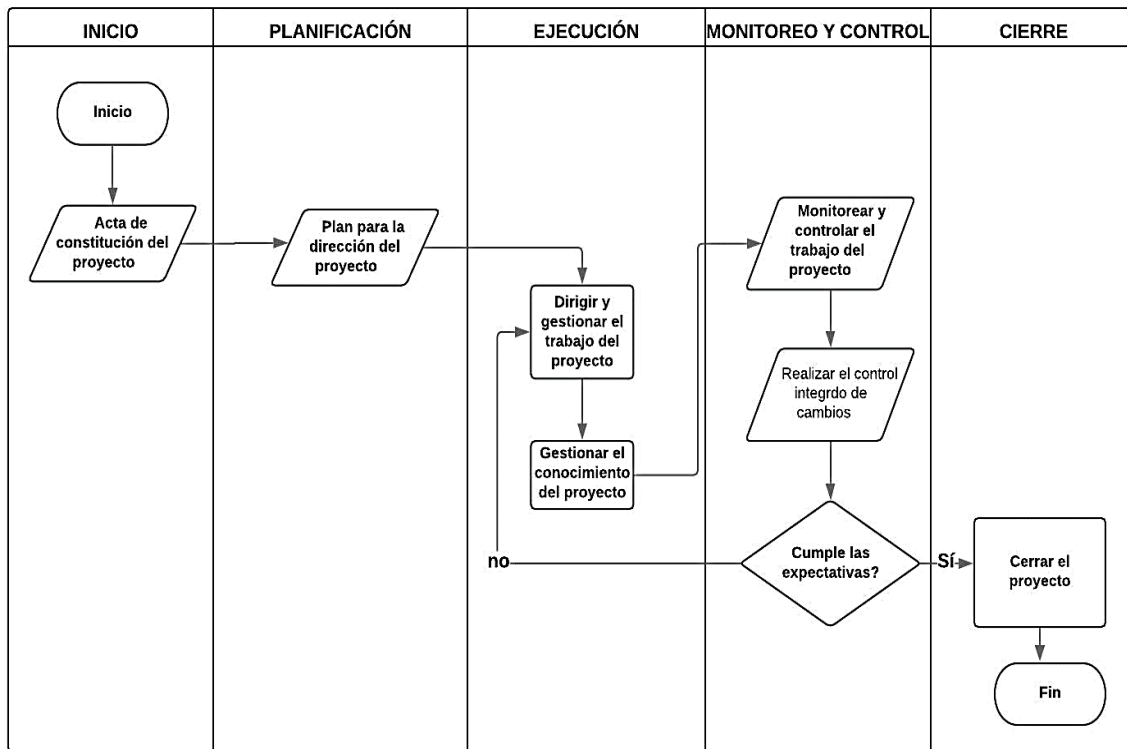 INICIO
PLANIFICACIÓN
EJECUCIÓN
MONITOREO Y CONTROL
CIERRE
Inicio
Acta de
constitución del
proyecto
Plan para la
dirección del
proyecto
Dirigir y
gestionar el
trabajo del
proyecto
Gestionar el
conocimiento
del proyecto
Monitorear y
controlar el
trabajo del
proyecto
Realizar el control
integrdo de
cambios
Cumple las
expectativas?
no
Sí
Cerrar el
proyecto
Fin